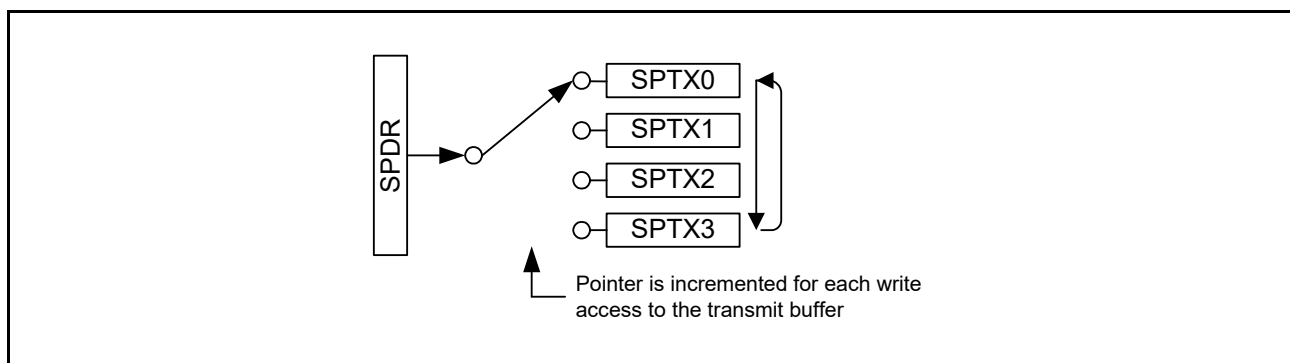 SPDR
SPTX0
SPTX1
SPTX2
SPTX3
Pointer is incremented for each write
access to the transmit buffer